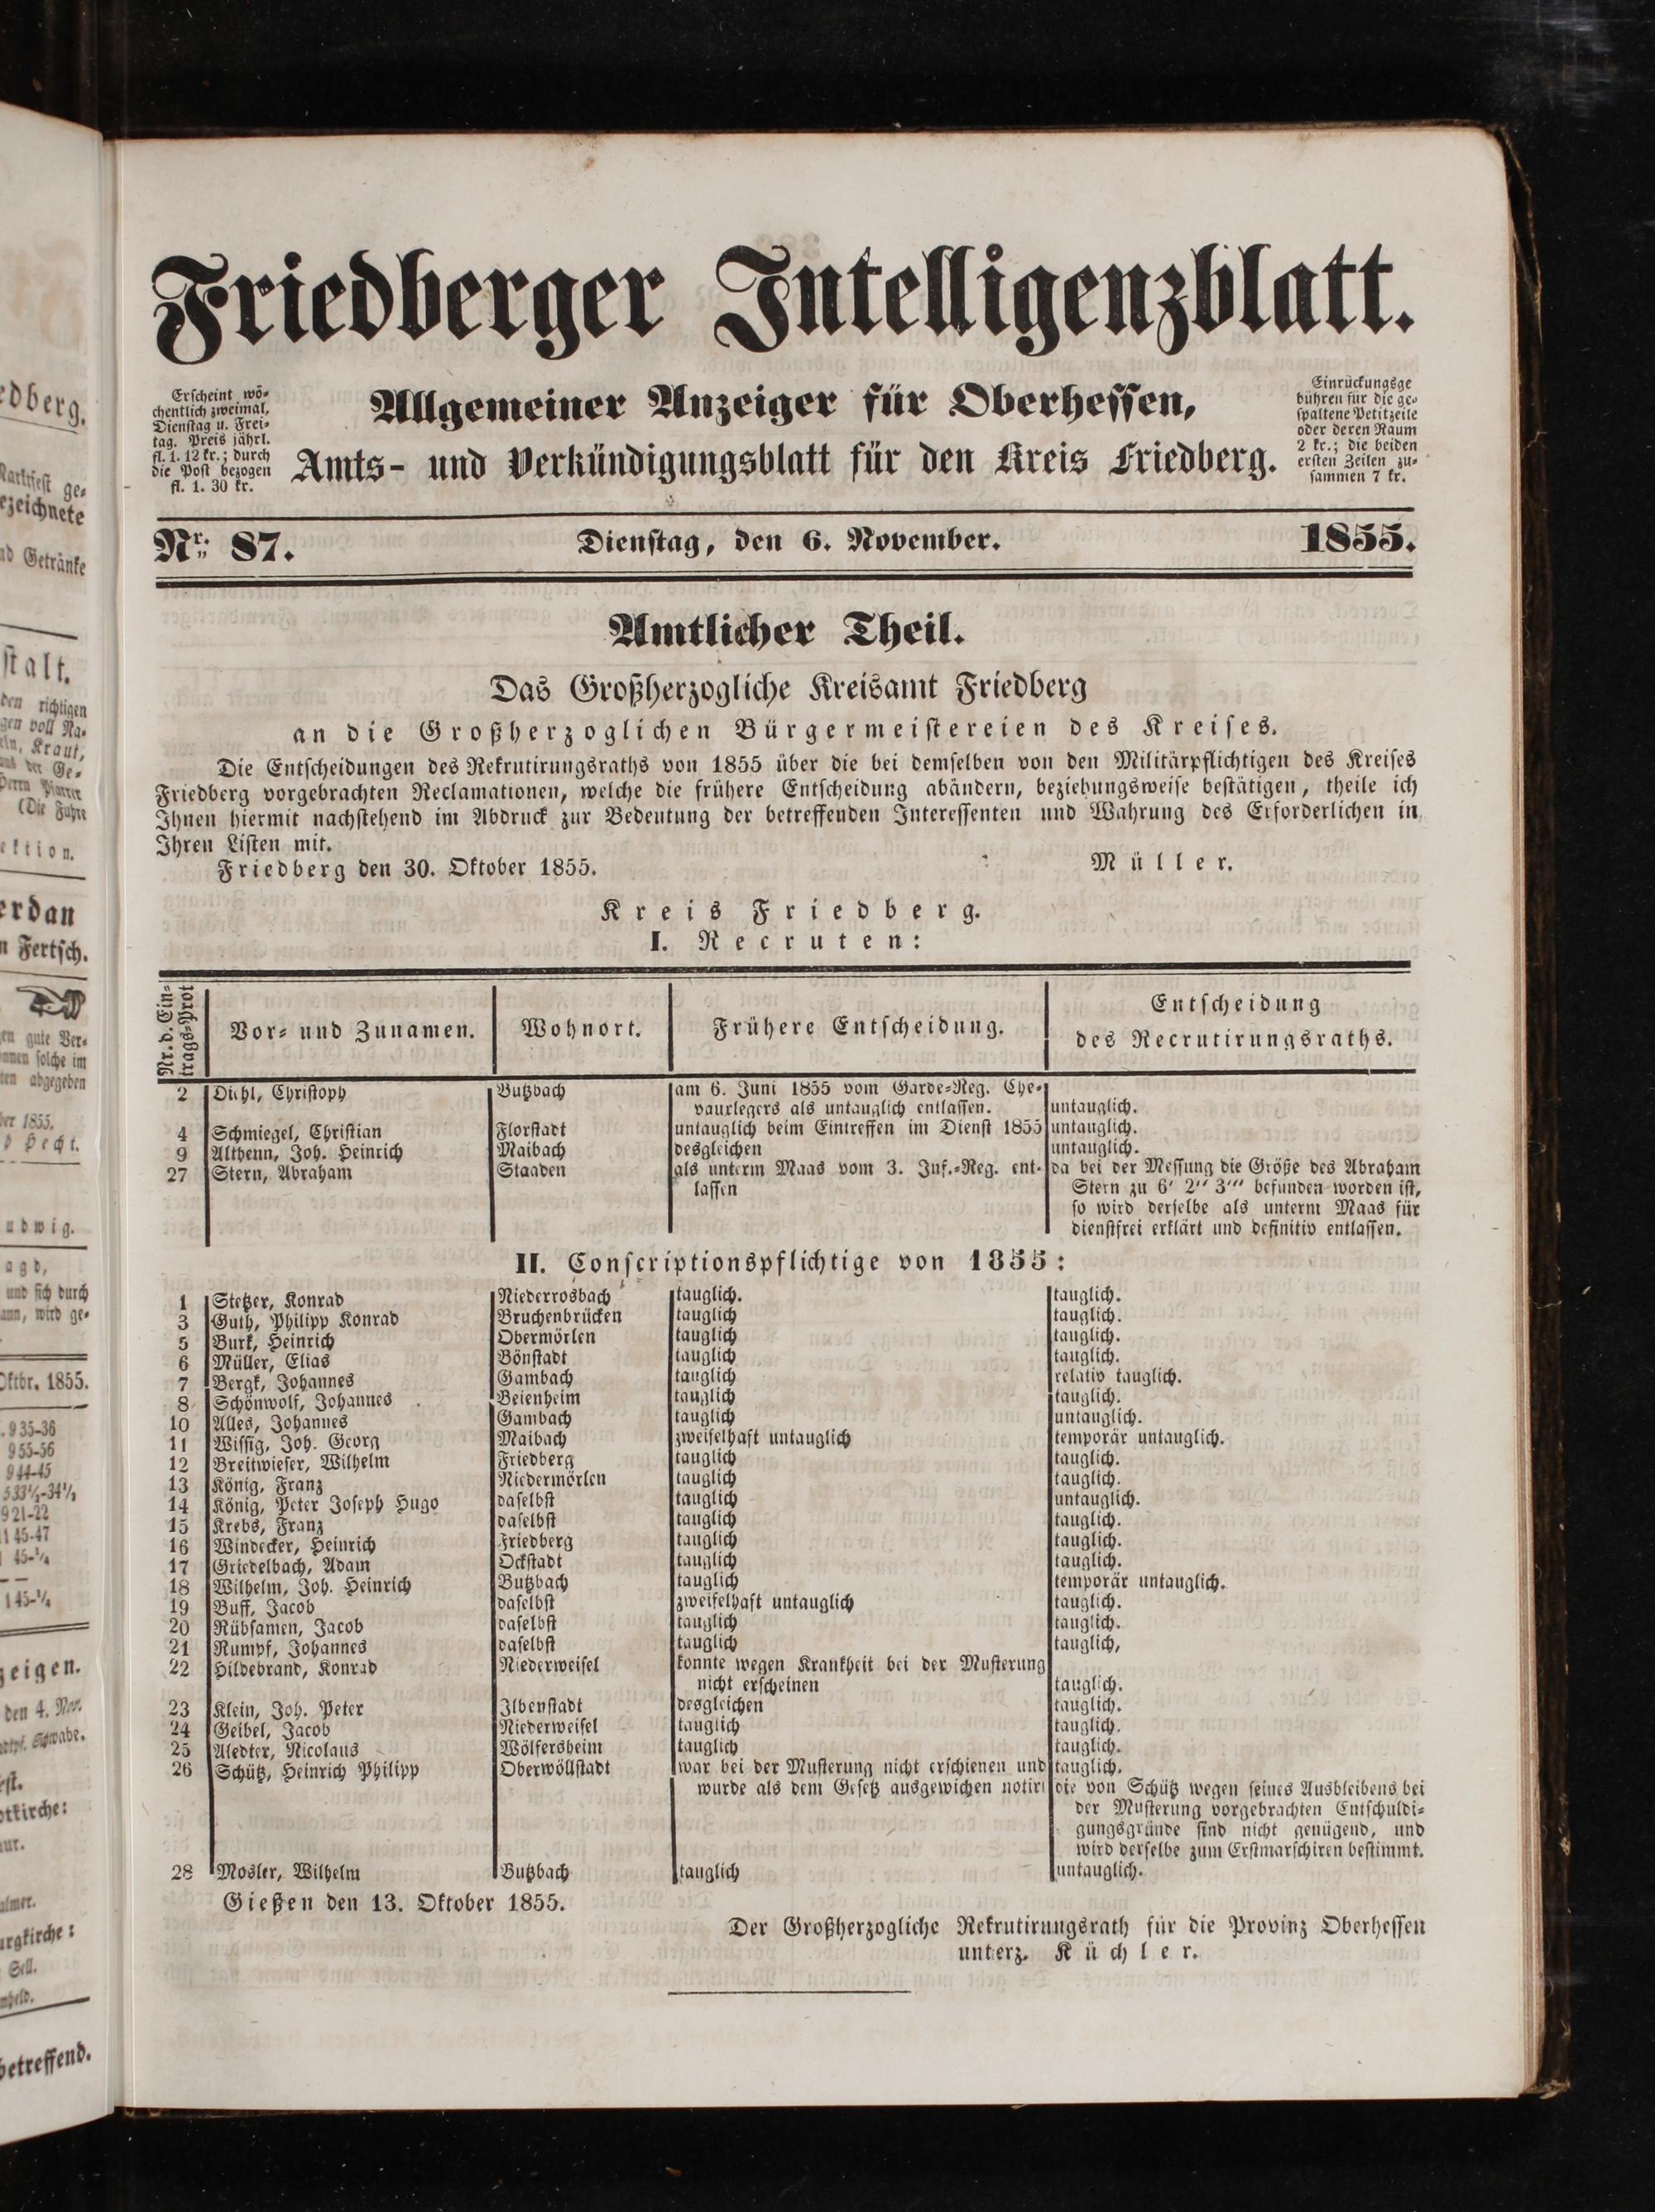 Friedberger Intelligenzblatt.
Erscheint wö-
chentlich zweimal,
Dienstag u. Frei-
tag. Preis jährl.
fl. 1. 12 kr.; durch
die Post bezogen
fl. 1. 30 kr.
Allgemeiner Anzeiger für Oberhessen,
Amts- und Verkündigungsblatt für den Kreis Friedberg.
Einrückungsge
bühren für die ge-
spaltene Petitzeile
oder deren Raum
2 kr.; die beiden
ersten Zeilen zu-
sammen 7 kr.
Nr. 87. Dienstag, den 6. November. 1855.
Amtlicher Theil.
Das Großherzogliche Kreisamt Friedberg
an die Großherzoglichen Bürgermeistereien des Kreises.
Die Entscheidungen des Rekrutirungsraths von 1855 über die bei demselben von den Militärpflichtigen des Kreises
Friedberg vorgebrachten Reclamationen, welche die frühere Entscheidung abändern, beziehungsweise bestätigen, theile ich
Ihnen hiermit nachstehend im Abdruck zur Bedeutung der betreffenden Interessenten und Wahrung des Erforderlichen in
Ihren Listen mit.
Friedberg den 30. Oktober 1855. Müller.
Kreis Friedberg.
I. Recruten:
Nr. d. Ein-
trags-Prot
Vor- und Zunamen. Wohnort. Frühere Entscheidung. Entscheidung
des Recrutirungsraths.
2 Diehl, Christoph Butzbach am 6. Juni 1855 vom Garde-Reg. Che-
vaurlegers als untauglich entlassen. untauglich.
4 Schmiegel, Christian Florstadt untauglich beim Eintreffen im Dienst 1855 untauglich.
9 Althenn, Joh. Heinrich Maibach desgleichen untauglich.
27 Stern, Abraham Staaden als unterm Maas vom 3. Inf.-Reg. ent- da bei der Messung die Größe des Abraham
lassen Stern zu 6' 2'' 3''' befunden worden ist,
so wird derselbe als unterm Maas für
dienstfrei erklärt und definitiv entlassen.
II. Conscriptionspflichtige von 1855:
1 Stetzer, Konrad Niederrosbach tauglich. tauglich.
3 Guth, Philipp Konrad Bruchenbrücken tauglich tauglich.
5 Burk, Heinrich Obermörlen tauglich tauglich.
6 Müller, Elias Bönstadt tauglich tauglich.
7 Bergk, Johannes Gambach tauglich relativ tauglich.
8 Schönwolf, Johannes Beienheim tauglich tauglich.
10 Alles, Johannes Gambach tauglich untauglich.
11 Wissig, Joh. Georg Maibach zweifelhaft untauglich temporär untauglich.
12 Breitwieser, Wilhelm Friedberg tauglich tauglich.
13 König, Franz Niedermörlen tauglich tauglich.
14 König, Peter Joseph Hugo daselbst tauglich untauglich.
15 Krebs, Franz daselbst tauglich tauglich.
16 Windecker, Heinrich Friedberg tauglich tauglich.
17 Griedelbach, Adam Ockstadt tauglich tauglich.
18 Wilhelm, Joh. Heinrich Butzbach tauglich temporär untauglich.
19 Buff, Jacob daselbst zweifelhaft untauglich tauglich.
20 Rübsamen, Jacob daselbst tauglich tauglich.
21 Rumpf, Johannes daselbst tauglich tauglich,
22 Hildebrand, Konrad Niederweisel konnte wegen Krankheit bei der Musterung
nicht erscheinen tauglich.
23 Klein, Joh. Peter Ilbenstadt desgleichen tauglich.
24 Geibel, Jacob Niederweisel tauglich tauglich.
25 Aledter, Nicolaus Wölfersheim tauglich tauglich.
26 Schütz, Heinrich Philipp Oberwöllstadt war bei der Musterung nicht erschienen und tauglich,
wurde als dem Gesetz ausgewichen notirt die von Schütz wegen seines Ausbleibens bei
der Musterung vorgebrachten Entschuldi-
gungsgründe sind nicht genügend, und
wird derselbe zum Erstmarschiren bestimmt.
28 Mosler, Wilhelm Butzbach tauglich untauglich.
Gießen den 13. Oktober 1855.
Der Großherzogliche Rekrutirungsrath für die Provinz Oberhessen
unterz. Küchler.